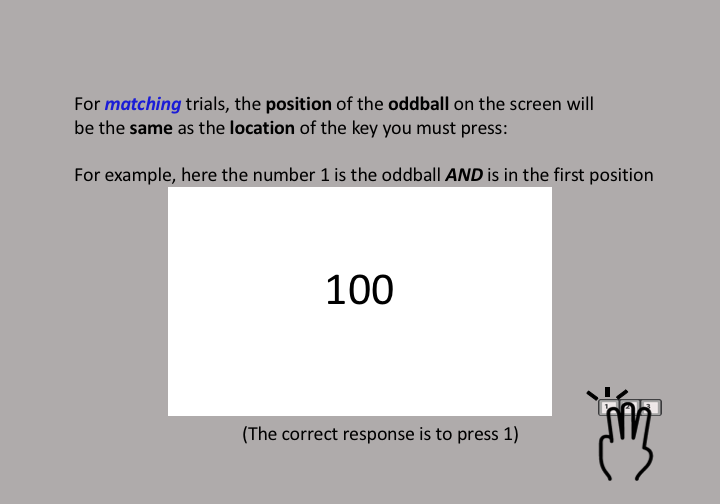 For matching trials, the position of the oddball on the screen will
be the same as the location of the key you must press:
For example, here the number 1 is the oddball AND is in the first position
100
1 2 3
(The correct response is to press 1)